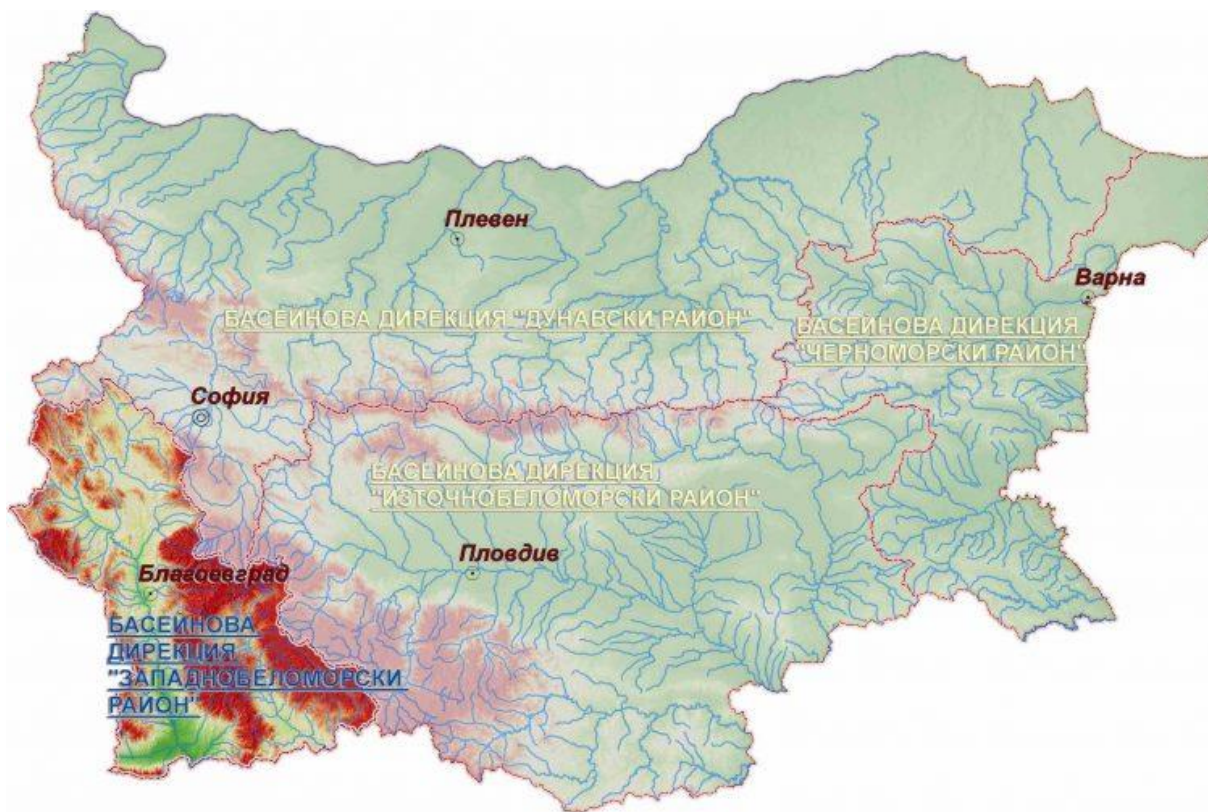 Плевен
Варна
БАСЕЙНОВА ДИРЕКЦИЯ "ДУНАВСКИ РАЙОН"
БАСЕЙНОВА ДИРЕКЦИЯ
"ЧЕРНОМОРСКИ РАЙОН"
София
БАСЕЙНОВА ДИРЕКЦИЯ
"ИЗТОЧНОБЕЛОМОРСКИ РАЙОН"
Пловдив
Благоевград
БАСЕЙНОВА
ДИРЕКЦИЯ
"ЗАПАДНОБЕЛОМОРСКИ
РАЙОН"